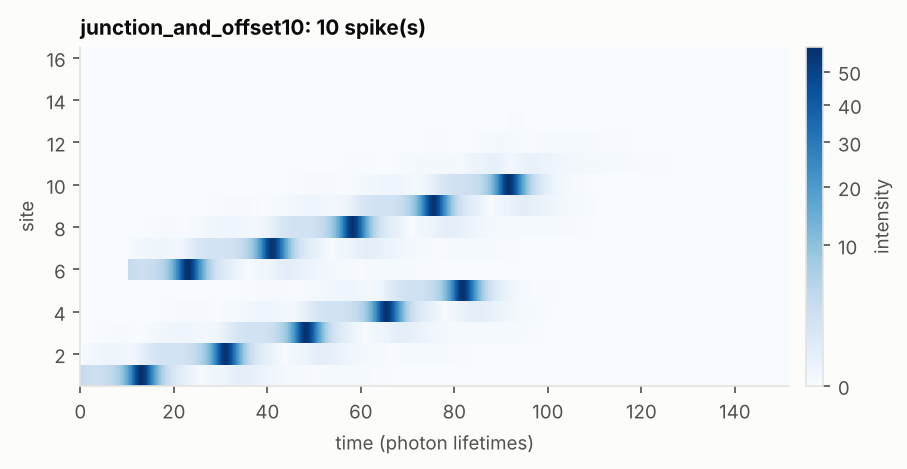 junction_and_offset10: 10 spike(s)
16
14
12
10
8
6
4
2
site
0 20 40 60 80 100 120 140
time (photon lifetimes)
50
40
30
20
10
0
intensity